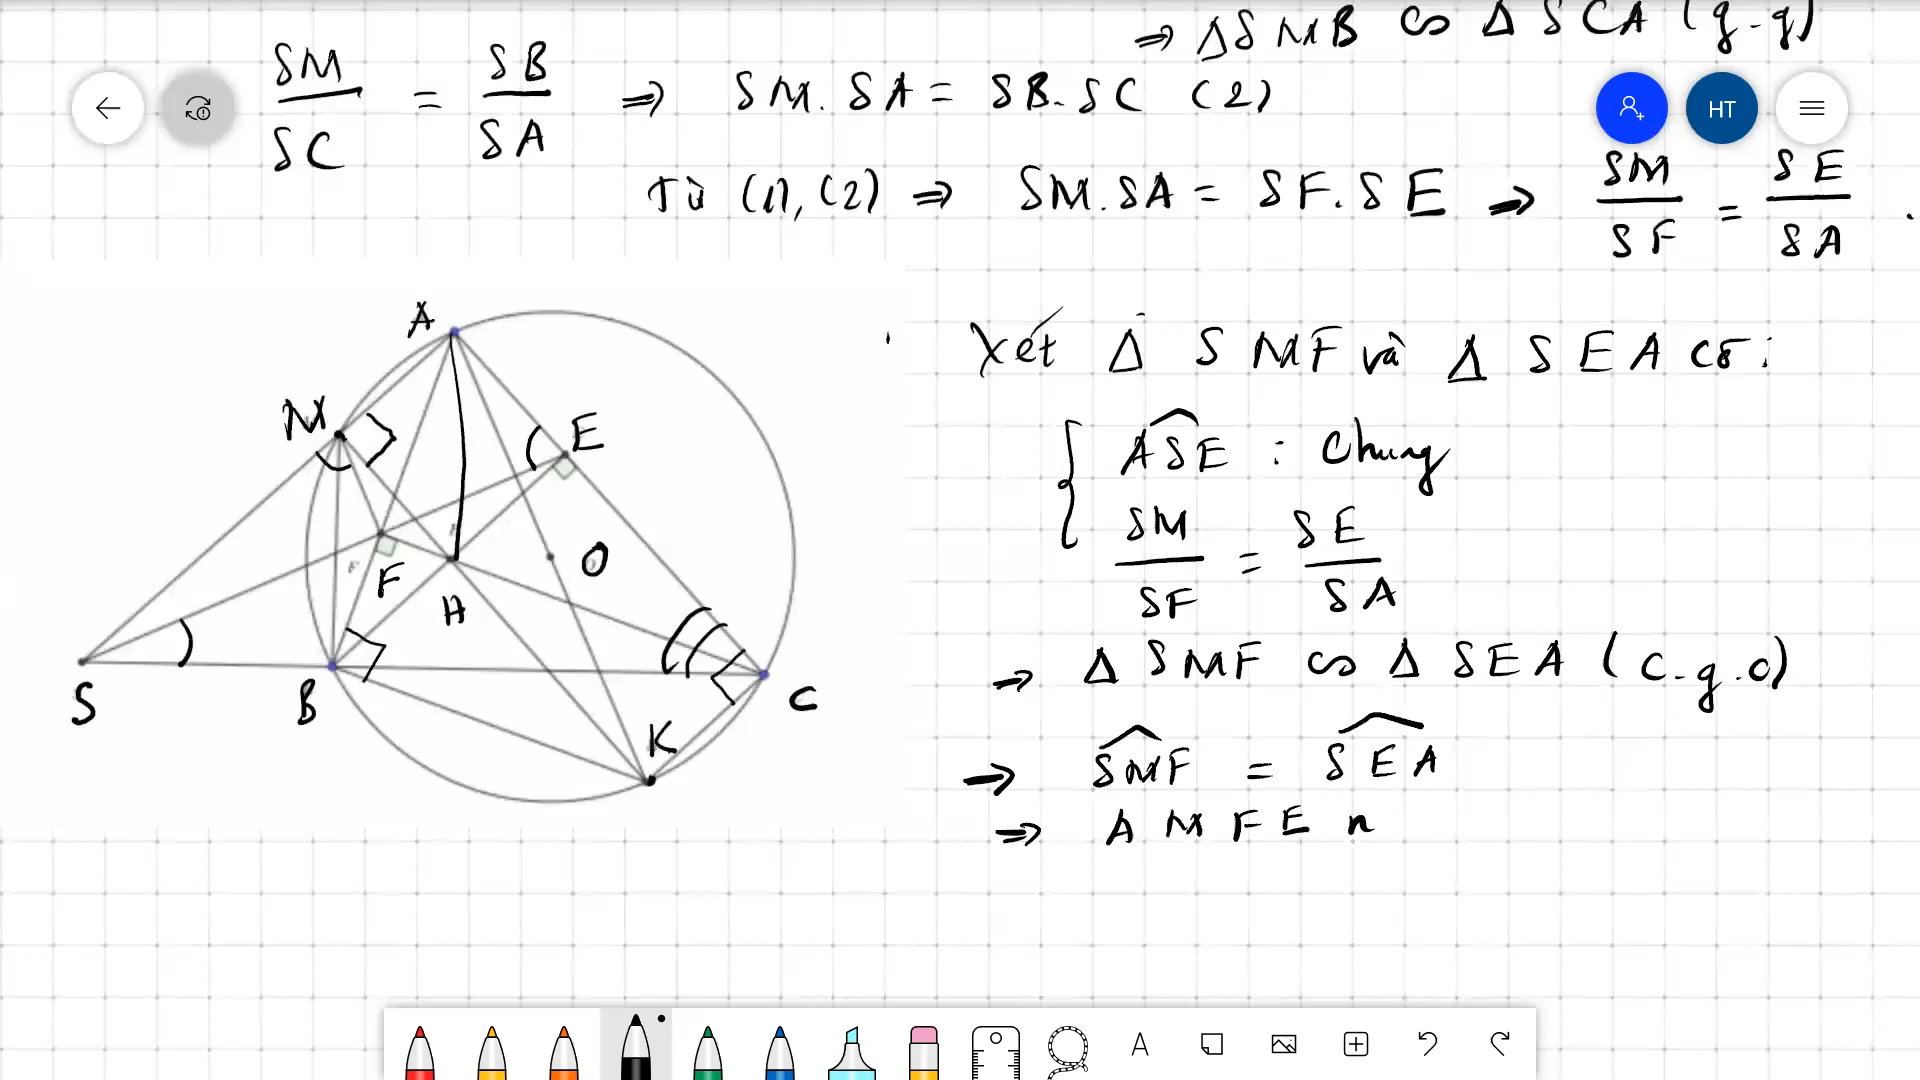 ⇒ ΔSMB ∽ ΔSCA (g-g)
SM/SC = SB/SA ⇒ SM.SA = SB.SC (2)
HT
Từ (1), (2) ⇒ SM.SA = SF.SE ⇒ SM/SF = SE/SA.
A
M
E
F
O
H
S
B
C
K
Xét Δ SMF và Δ SEA có:
{ ASE^ : chung
SM/SF = SE/SA
⇒ Δ SMF ∽ Δ SEA (c-g.c)
⇒ SMF^ = SEA^
⇒ AMFE n
A